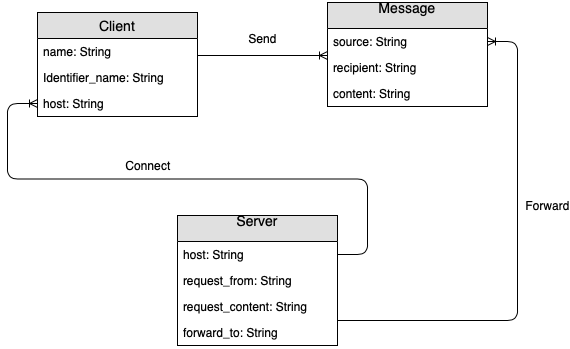 Client
name: String
Identifier_name: String
host: String
Send
Message
source: String
recipient: String
content: String
Connect
Forward
Server
host: String
request_from: String
request_content: String
forward_to: String